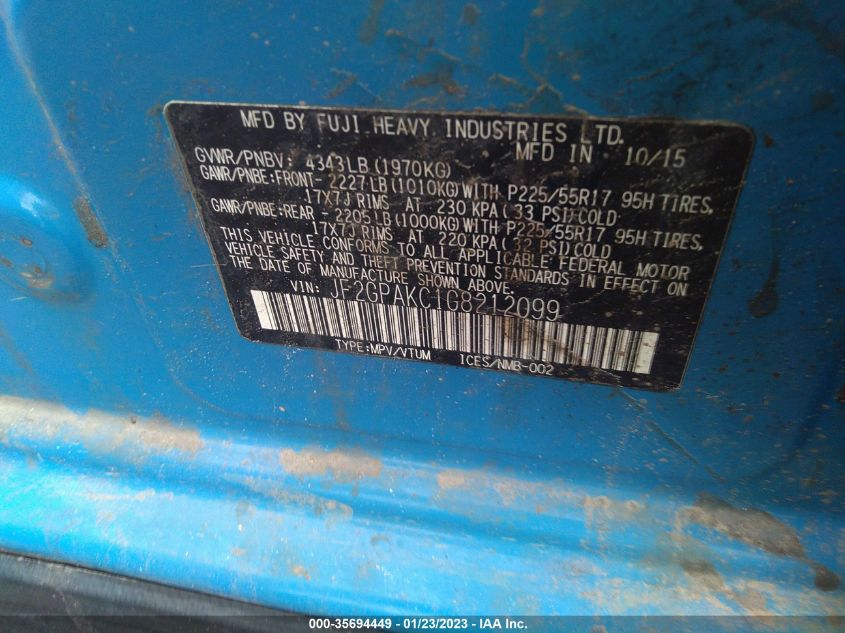 MFD BY FUJI HEAVY INDUSTRIES LTD.
GVWR/PNBV: 4343LB (1970KG) MFD IN 10/15
GAWR/PNBE:FRONT- 2227LB (1010KG) WITH P225/55R17 95H TIRES,
17X7J RIMS AT 230 KPA ( 33 PSI) COLD
GAWR/PNBE:REAR - 2205LB (1000KG) WITH P225/55R17 95H TIRES,
17X7J RIMS AT 220 KPA ( 32 PSI) COLD
THIS VEHICLE CONFORMS TO ALL APPLICABLE FEDERAL MOTOR
VEHICLE SAFETY AND THEFT PREVENTION STANDARDS IN EFFECT ON
THE DATE OF MANUFACTURE SHOWN ABOVE.
VIN: JF2GPAKC1G8212099
TYPE:MPV/VTUM ICES/NMB-002
000-35694449 - 01/23/2023 - IAA Inc.